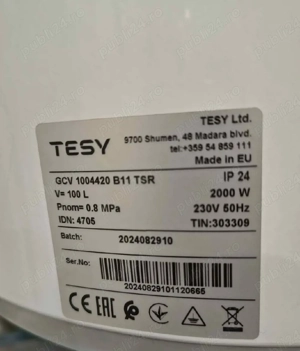 TESY Ltd.
9700 Shumen, 48 Madara blvd.
tel:+359 54 859 111
Made in EU
TESY
GCV 1004420 B11 TSR IP 24
V= 100 L 2000 W
Pnom= 0.8 MPa 230V 50Hz
IDN: 4705 TIN:303309
Batch: 2024082910
Ser.No:
20240829101120665
CE EAC